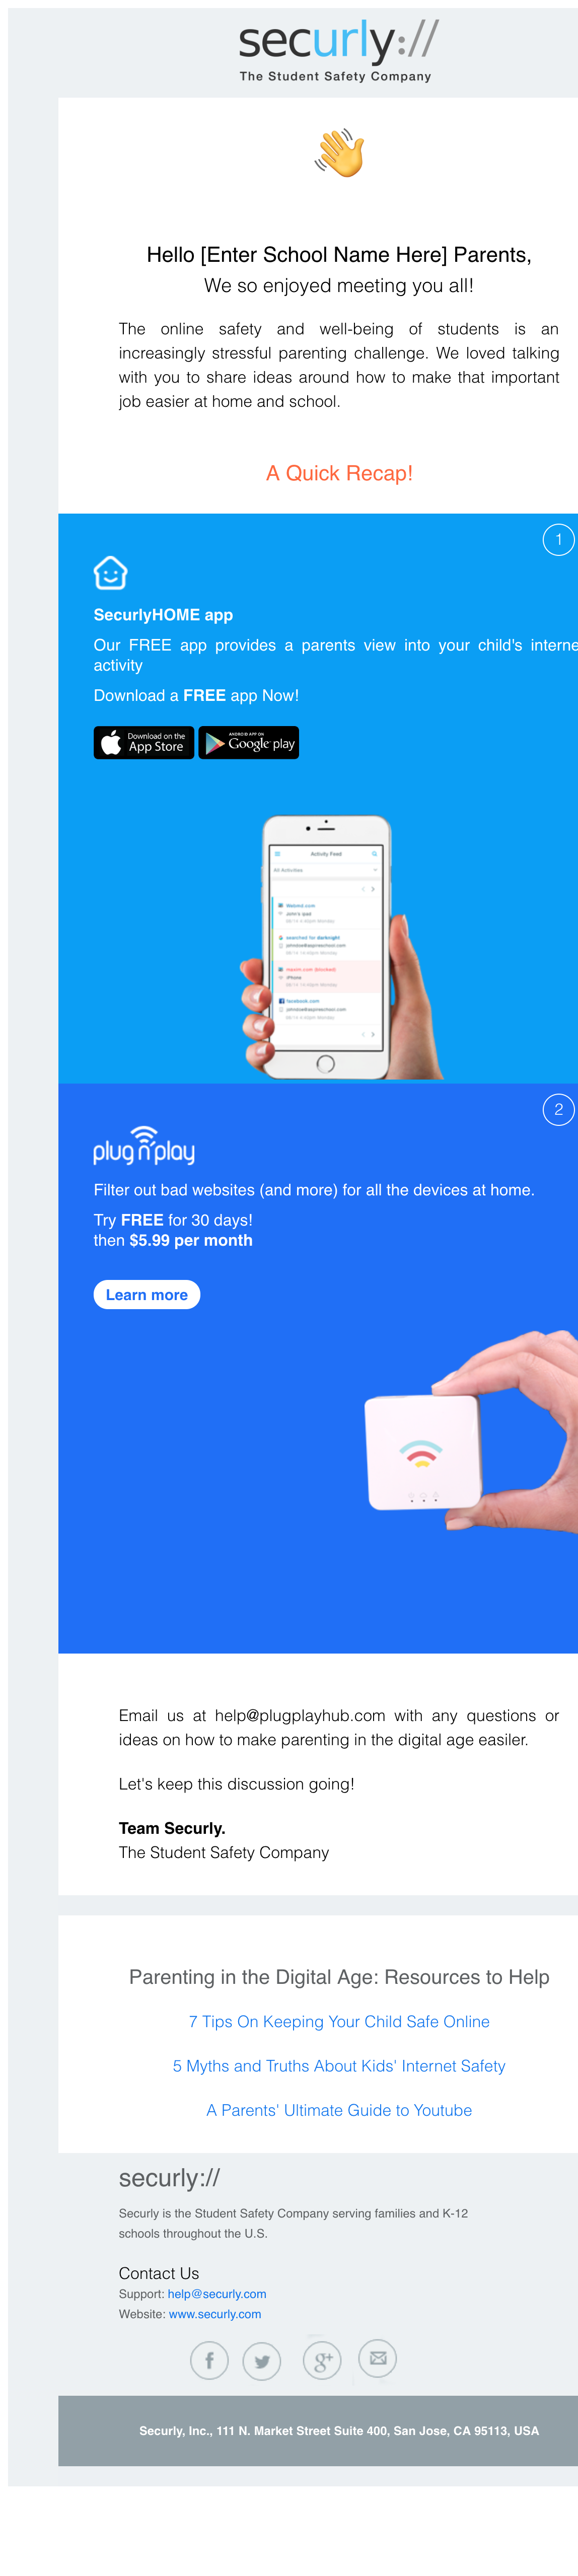 securly://
The Student Safety Company
Hello [Enter School Name Here] Parents,
We so enjoyed meeting you all!
The online safety and well-being of students is an
increasingly stressful parenting challenge. We loved talking
with you to share ideas around how to make that important
job easier at home and school.
A Quick Recap!
1
SecurlyHOME app
Our FREE app provides a parents view into your child's interne
activity
Download a FREE app Now!
Download on the
App Store
ANDROID APP ON
Google play
Activity Feed
All Activities
John's ipad
searched for darknight
(blocked)
iPhone
facebook.com
2
plug n play
Filter out bad websites (and more) for all the devices at home.
Try FREE for 30 days!
then $5.99 per month
Learn more
Email us at help@plugplayhub.com with any questions or
ideas on how to make parenting in the digital age easiler.
Let's keep this discussion going!
Team Securly.
The Student Safety Company
Parenting in the Digital Age: Resources to Help
7 Tips On Keeping Your Child Safe Online
5 Myths and Truths About Kids' Internet Safety
A Parents' Ultimate Guide to Youtube
securly://
Securly is the Student Safety Company serving families and K-12
schools throughout the U.S.
Contact Us
Support: help@securly.com
Website: www.securly.com
f
g+
Securly, Inc., 111 N. Market Street Suite 400, San Jose, CA 95113, USA